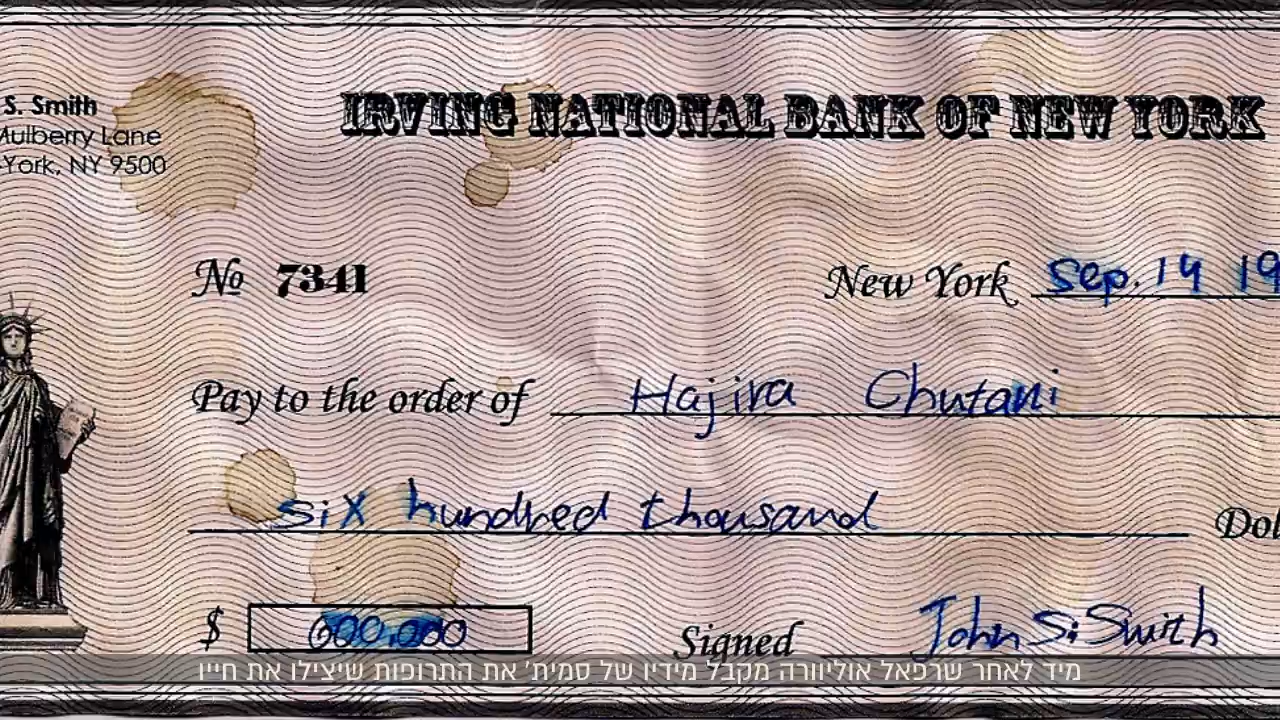 S. Smith
IRVING NATIONAL BANK OF NEW YORK
Mulberry Lane
York, NY 9500
No 7341
New York Sep. 14 19
Pay to the order of Hajira Chutani
six hundred thousand
$ 600,000
Signed John S. Smith
מיד לאחר שרפאל אוליוורה מקבל מידיו של סמית' את התרופות שיצילו את חייו